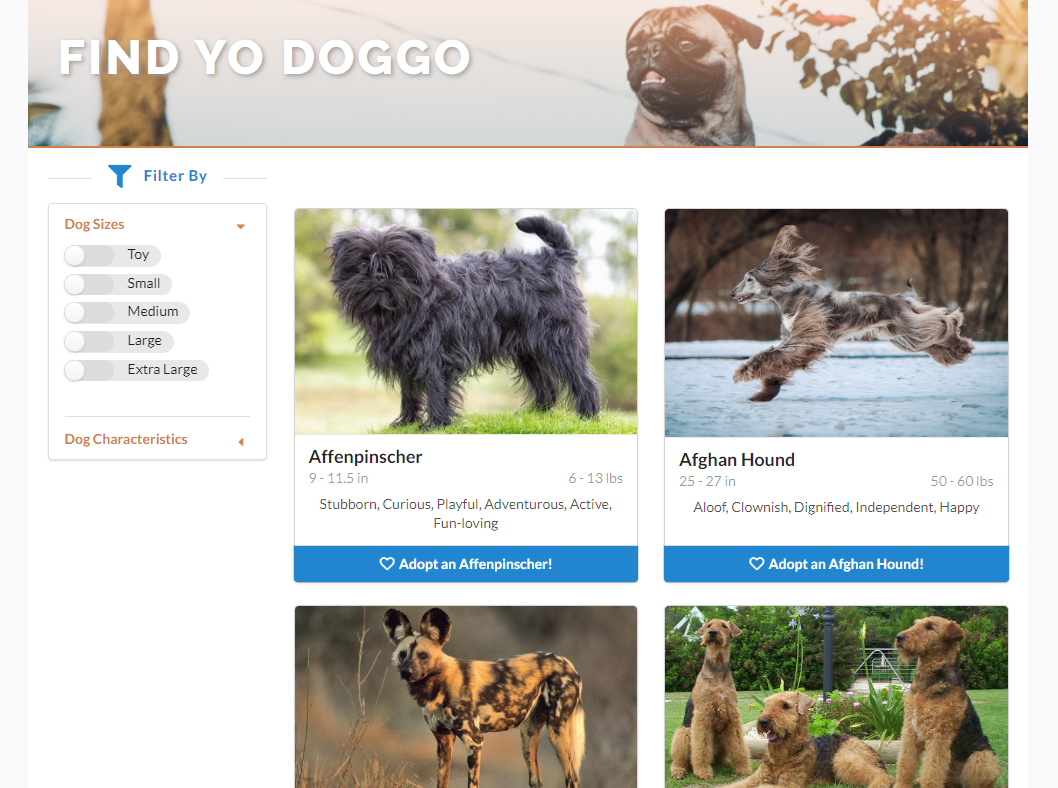 FIND YO DOGGO
Filter By
Dog Sizes
Toy
Small
Medium
Large
Extra Large
Dog Characteristics
Affenpinscher
9 - 11.5 in 6 - 13 lbs
Stubborn, Curious, Playful, Adventurous, Active,
Fun-loving
Adopt an Affenpinscher!
Afghan Hound
25 - 27 in 50 - 60 lbs
Aloof, Clownish, Dignified, Independent, Happy
Adopt an Afghan Hound!